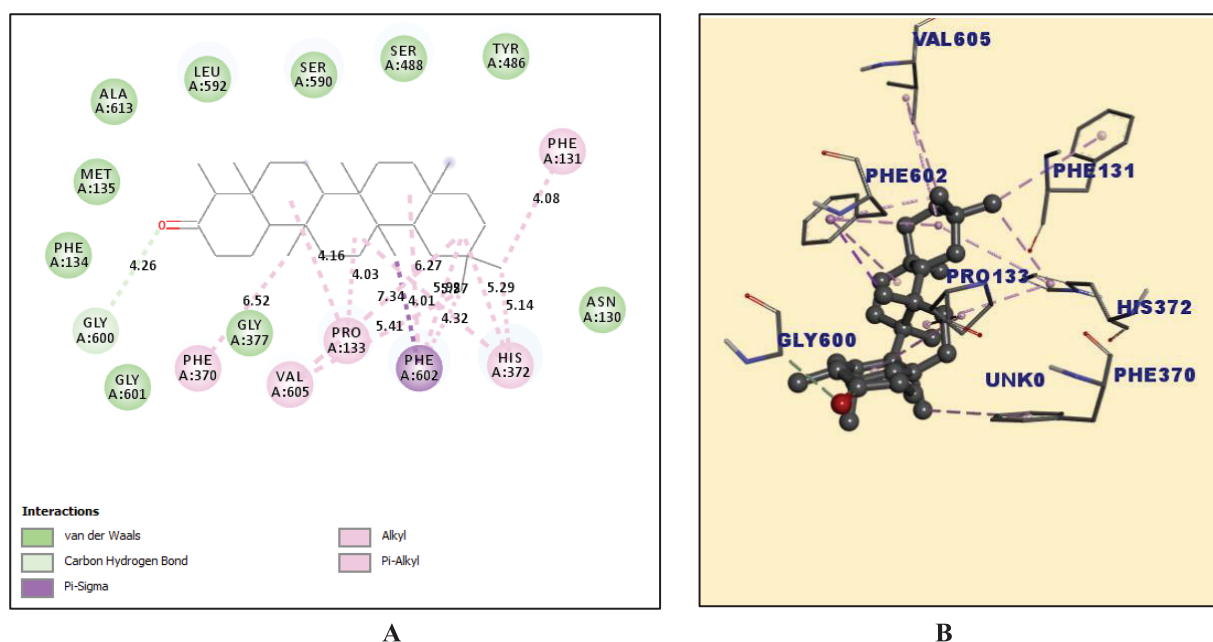 SER
A:488
TYR
A:486
LEU
A:592
SER
A:590
ALA
A:613
PHE
A:131
MET
A:135
4.08
O
PHE
A:134
4.26
4.16
4.03
6.27
7.34
5.29
6.52
4.01
5.14
4.32
5.41
ASN
A:130
GLY
A:600
GLY
A:377
PRO
A:133
PHE
A:370
VAL
A:605
PHE
A:602
HIS
A:372
GLY
A:601
Interactions
van der Waals
Carbon Hydrogen Bond
Pi-Sigma
Alkyl
Pi-Alkyl
A
VAL605
PHE602
PHE131
PRO133
HIS372
GLY600
UNK0
PHE370
B